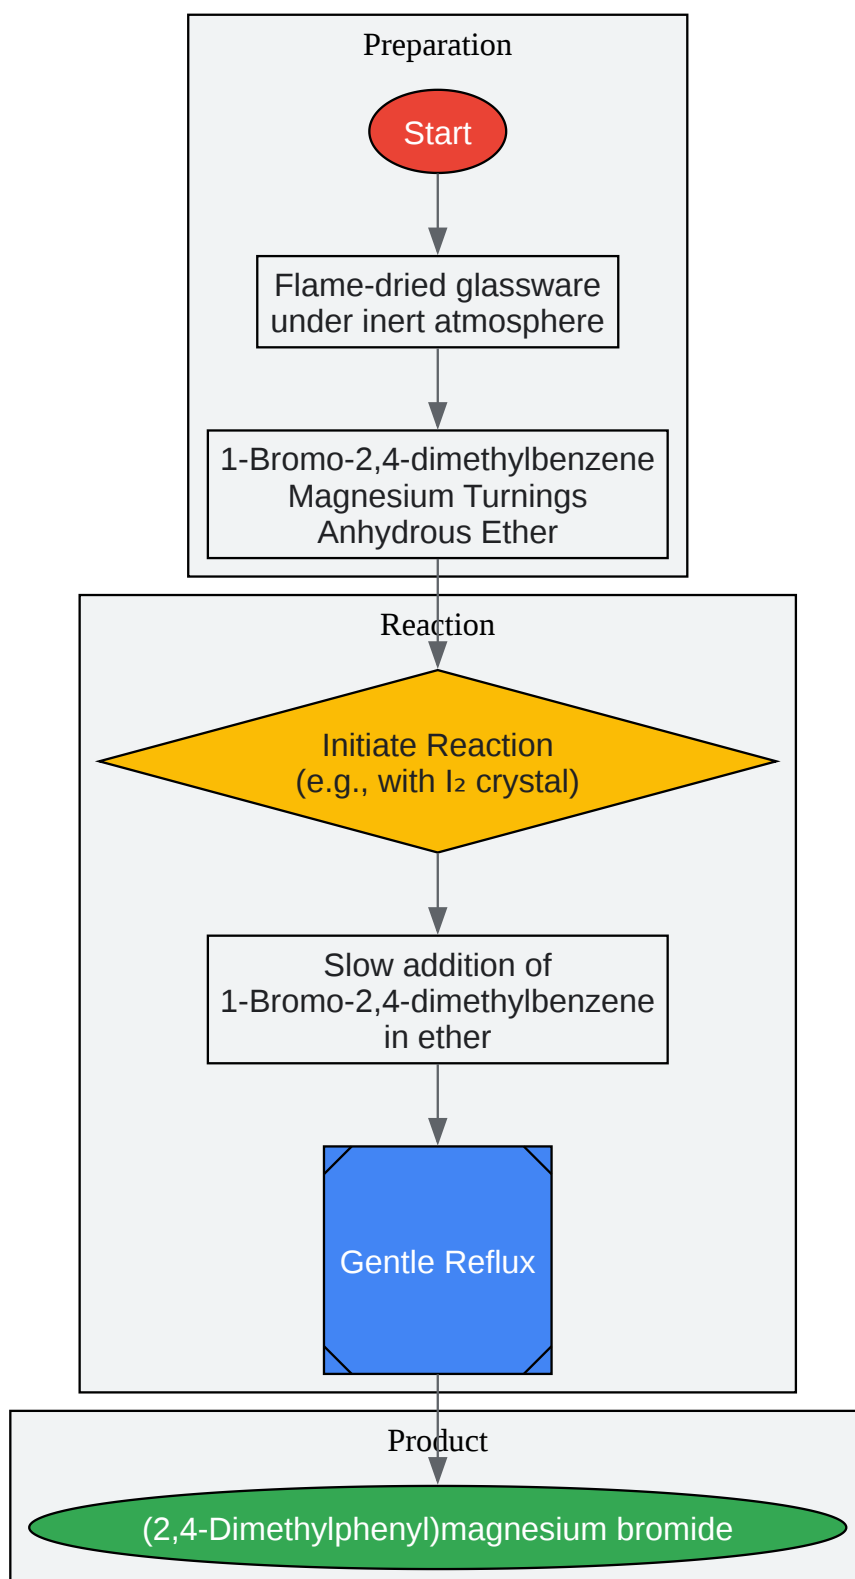 Preparation
Start
Flame-dried glassware
under inert atmosphere
1-Bromo-2,4-dimethylbenzene
Magnesium Turnings
Anhydrous Ether
Reaction
Initiate Reaction
(e.g., with I₂ crystal)
Slow addition of
1-Bromo-2,4-dimethylbenzene
in ether
Gentle Reflux
Product
(2,4-Dimethylphenyl)magnesium bromide